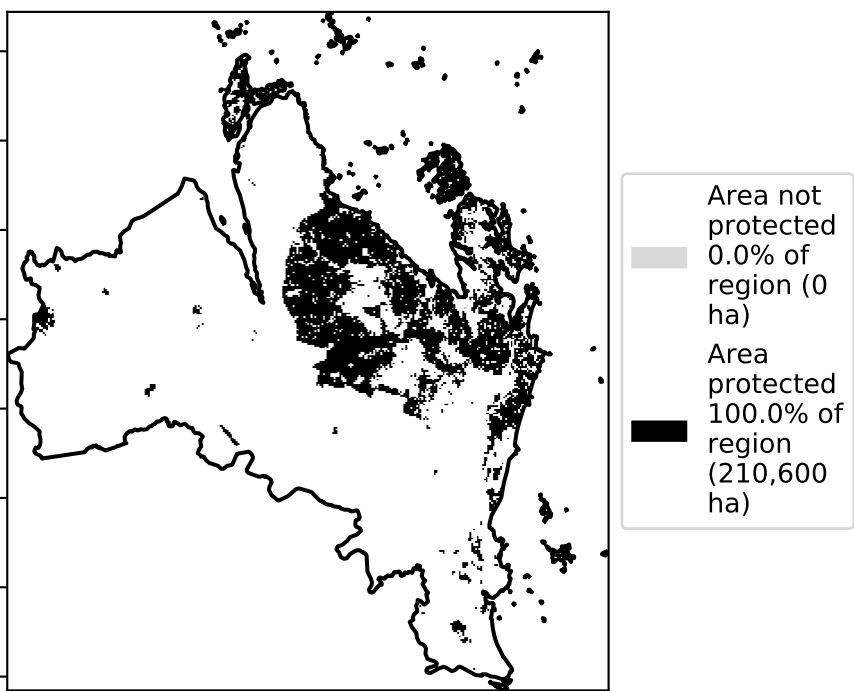 Area not
protected
0.0% of
region (0
ha)
Area
protected
100.0% of
region
(210,600
ha)